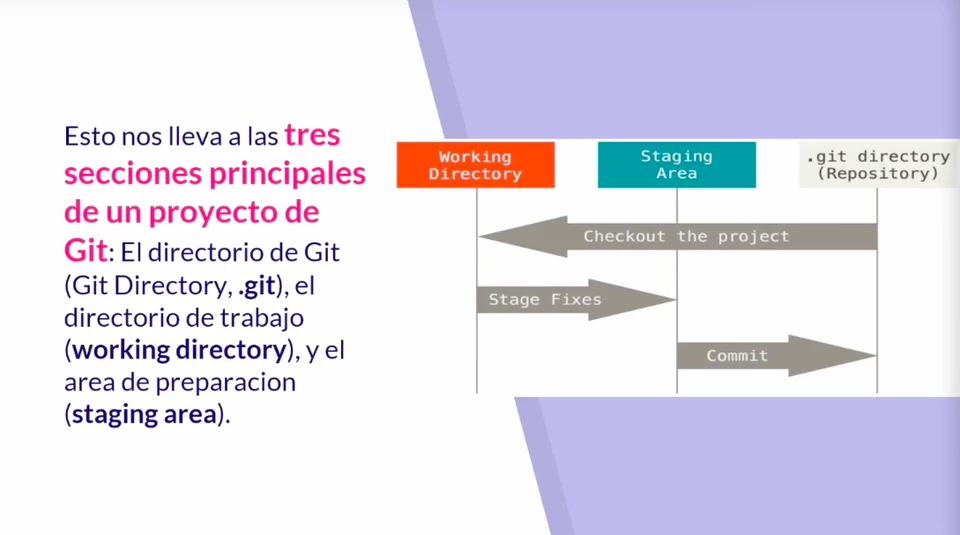 Esto nos lleva a las tres
secciones principales
de un proyecto de
Git: El directorio de Git
(Git Directory, .git), el
directorio de trabajo
(working directory), y el
area de preparacion
(staging area).
Working
Directory
Staging
Area
.git directory
(Repository)
Checkout the project
Stage Fixes
Commit